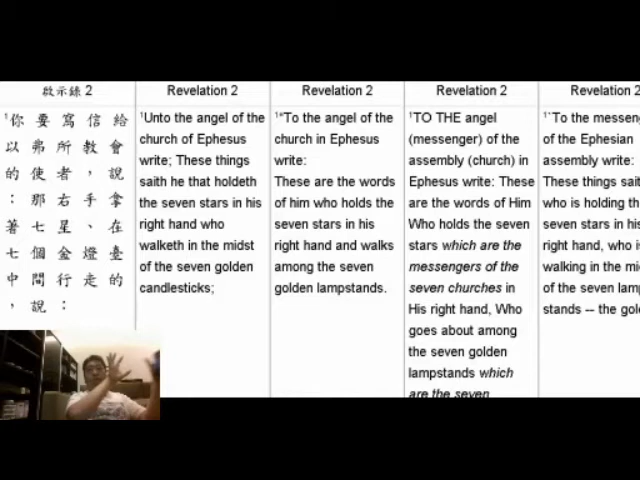 啟示錄 2
¹你要寫信給
以弗所教會
的使者，說
：那右手拿
著七星、在
七個金燈臺
中間行走的
，說：
Revelation 2
¹Unto the angel of the
church of Ephesus
write; These things
saith he that holdeth
the seven stars in his
right hand who
walketh in the midst
of the seven golden
candlesticks;
Revelation 2
¹"To the angel of the
church in Ephesus
write:
These are the words
of him who holds the
seven stars in his
right hand and walks
among the seven
golden lampstands.
Revelation 2
¹TO THE angel
(messenger) of the
assembly (church) in
Ephesus write: These
are the words of Him
Who holds the seven
stars which are the
messengers of the
seven churches in
His right hand, Who
goes about among
the seven golden
lampstands which
are the seven
Revelation 2
To the messen
of the Ephesian
assembly write:
These things sai
who is holding th
seven stars in his
right hand, who i
walking in the mi
of the seven lam
stands -- the gol